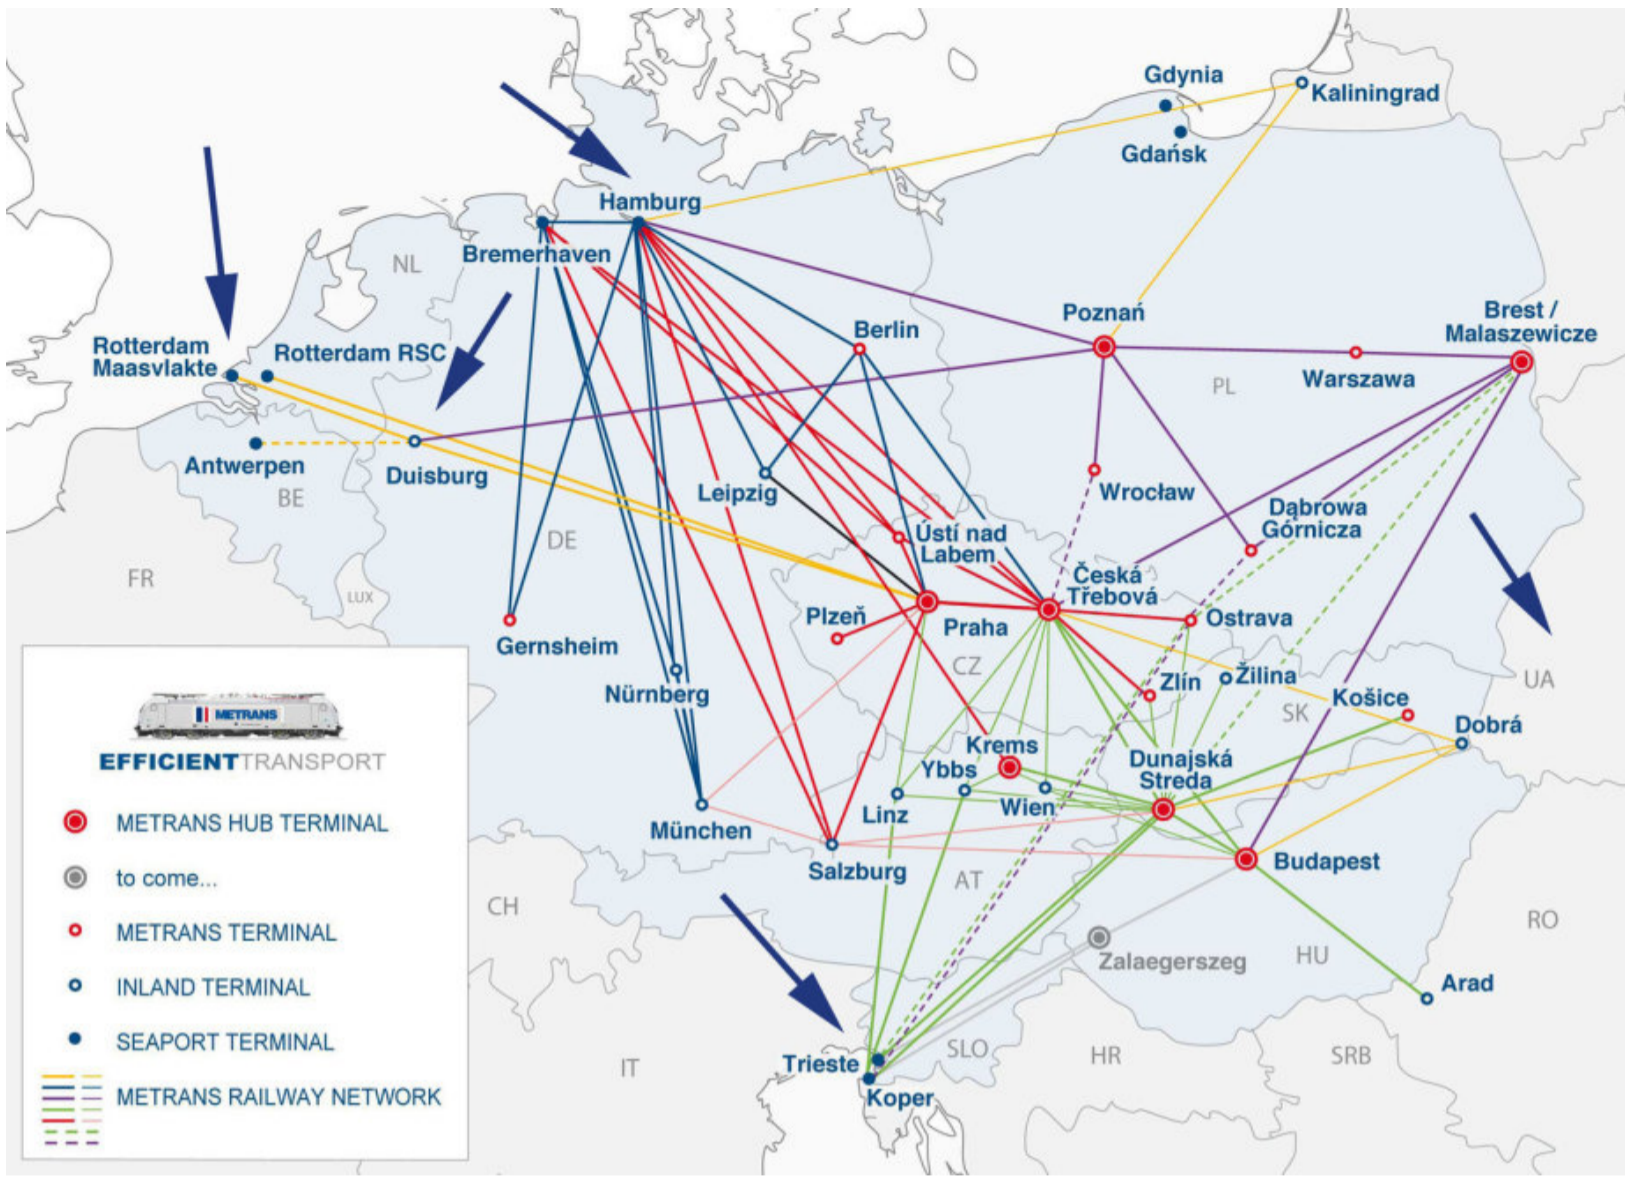 Gdynia
Kaliningrad
Gdańsk
Hamburg
Bremerhaven
NL
Rotterdam
Maasvlakte
Rotterdam RSC
Berlin
Poznań
Brest /
Malaszewicze
Warszawa
PL
Antwerpen
BE
Duisburg
Leipzig
Wrocław
Dąbrowa
Górnicza
DE
Ústí nad
Labem
Česká
Třebová
FR
LUX
Gernsheim
Plzeň
Praha
Ostrava
CZ
Nürnberg
Zlín
Žilina
Košice
UA
SK
Dobrá
Krems
Ybbs
Dunajská
Streda
Linz
Wien
München
Salzburg
Budapest
AT
CH
RO
Zalaegerszeg
HU
Arad
Trieste
SLO
HR
SRB
IT
Koper
METRANS
EFFICIENTTRANSPORT
METRANS HUB TERMINAL
to come...
METRANS TERMINAL
INLAND TERMINAL
SEAPORT TERMINAL
METRANS RAILWAY NETWORK